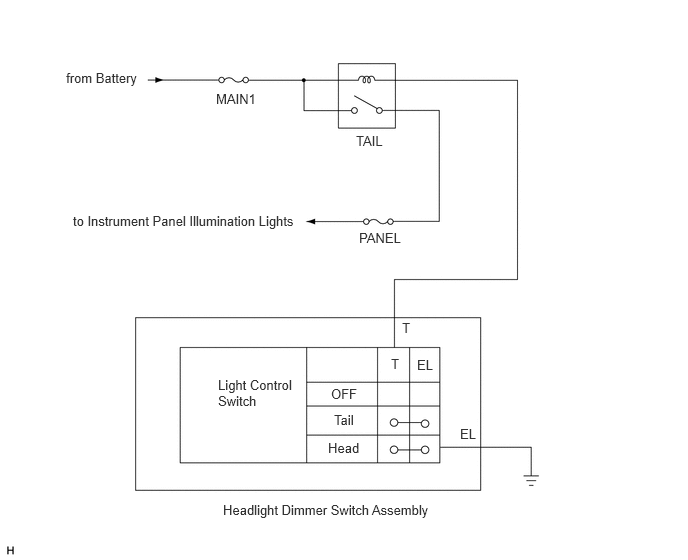 from Battery
MAIN1
TAIL
to Instrument Panel Illumination Lights
PANEL
T
T EL
Light Control
Switch
OFF
Tail
Head
EL
Headlight Dimmer Switch Assembly
H